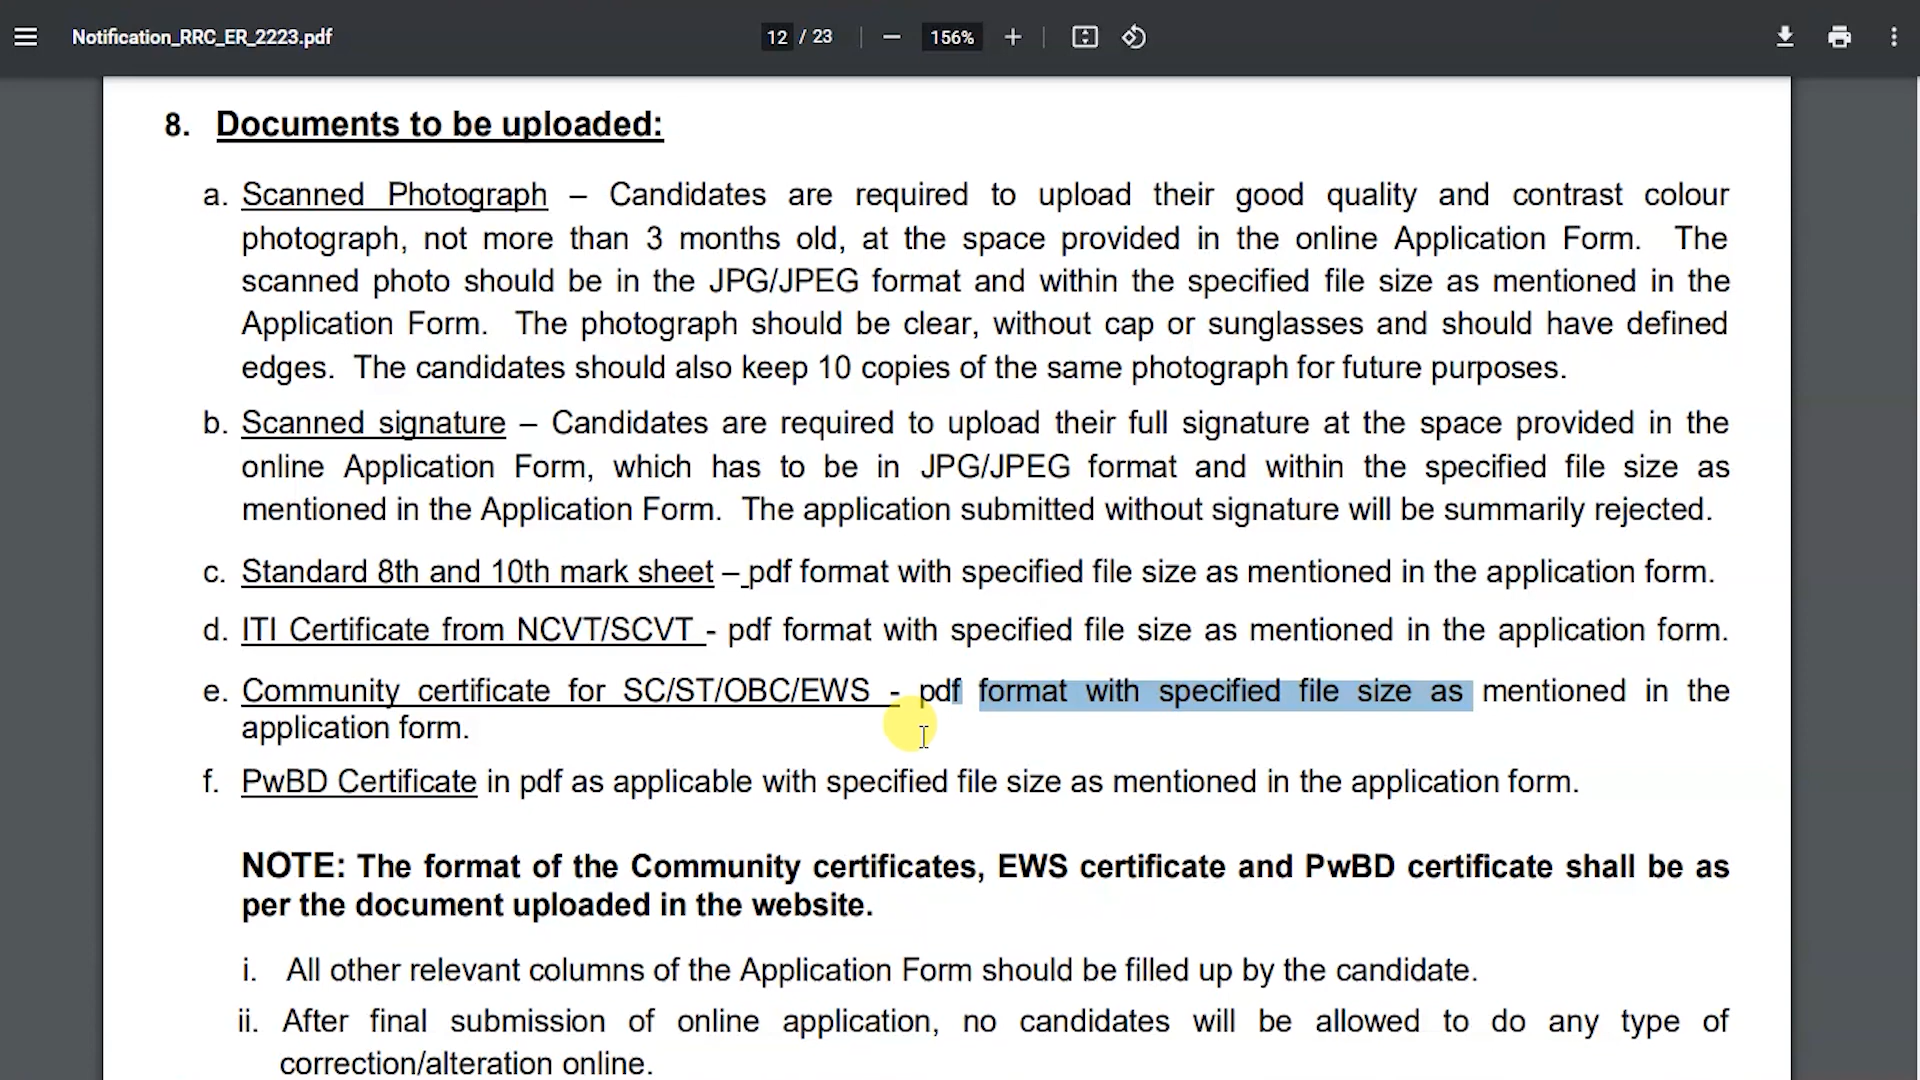 Notification_RRC_ER_2223.pdf
12 / 23
156%
8. Documents to be uploaded:
a. Scanned Photograph – Candidates are required to upload their good quality and contrast colour
photograph, not more than 3 months old, at the space provided in the online Application Form. The
scanned photo should be in the JPG/JPEG format and within the specified file size as mentioned in the
Application Form. The photograph should be clear, without cap or sunglasses and should have defined
edges. The candidates should also keep 10 copies of the same photograph for future purposes.
b. Scanned signature – Candidates are required to upload their full signature at the space provided in the
online Application Form, which has to be in JPG/JPEG format and within the specified file size as
mentioned in the Application Form. The application submitted without signature will be summarily rejected.
c. Standard 8th and 10th mark sheet – pdf format with specified file size as mentioned in the application form.
d. ITI Certificate from NCVT/SCVT - pdf format with specified file size as mentioned in the application form.
e. Community certificate for SC/ST/OBC/EWS - pdf format with specified file size as mentioned in the
application form.
f. PwBD Certificate in pdf as applicable with specified file size as mentioned in the application form.
NOTE: The format of the Community certificates, EWS certificate and PwBD certificate shall be as
per the document uploaded in the website.
i. All other relevant columns of the Application Form should be filled up by the candidate.
ii. After final submission of online application, no candidates will be allowed to do any type of
correction/alteration online.